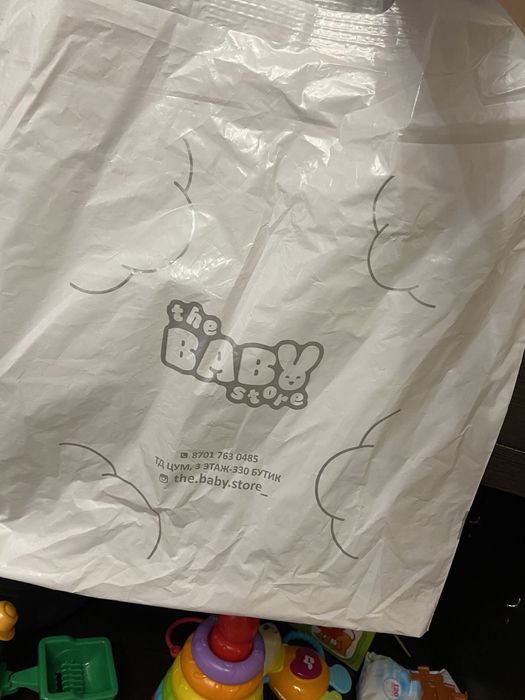 the
BABY
store
8701 763 0485
ТД ЦУМ, 3 ЭТАЖ-330 БУТИК
the.baby.store_